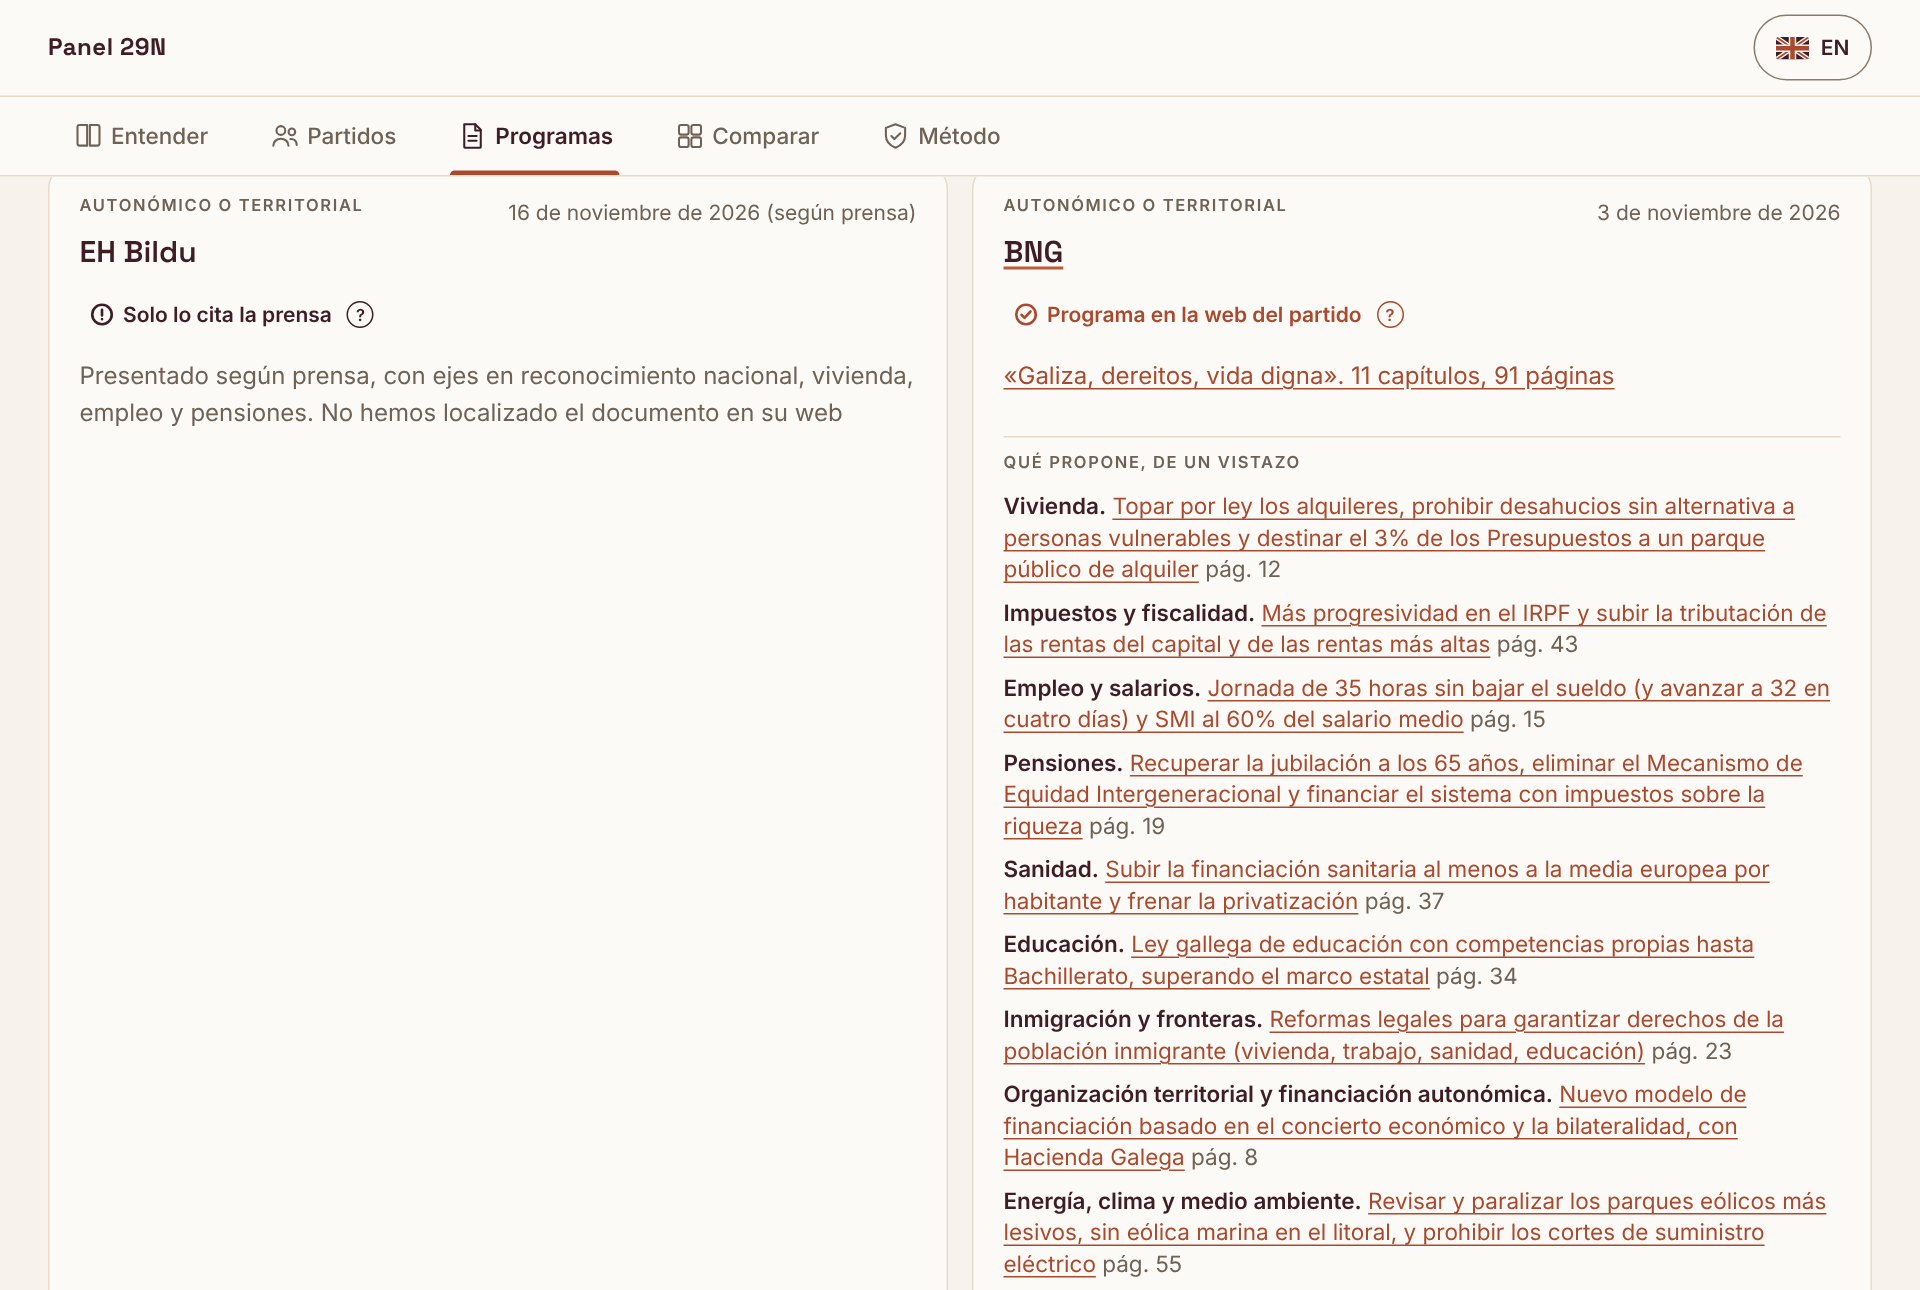 Panel 29N
EN
Entender
Partidos
Programas
Comparar
Método
AUTONÓMICO O TERRITORIAL
16 de noviembre de 2026 (según prensa)
EH Bildu
Solo lo cita la prensa ?
Presentado según prensa, con ejes en reconocimiento nacional, vivienda,
empleo y pensiones. No hemos localizado el documento en su web
AUTONÓMICO O TERRITORIAL
3 de noviembre de 2026
BNG
Programa en la web del partido ?
«Galiza, dereitos, vida digna». 11 capítulos, 91 páginas
QUÉ PROPONE, DE UN VISTAZO
Vivienda. Topar por ley los alquileres, prohibir desahucios sin alternativa a
personas vulnerables y destinar el 3% de los Presupuestos a un parque
público de alquiler pág. 12
Impuestos y fiscalidad. Más progresividad en el IRPF y subir la tributación de
las rentas del capital y de las rentas más altas pág. 43
Empleo y salarios. Jornada de 35 horas sin bajar el sueldo (y avanzar a 32 en
cuatro días) y SMI al 60% del salario medio pág. 15
Pensiones. Recuperar la jubilación a los 65 años, eliminar el Mecanismo de
Equidad Intergeneracional y financiar el sistema con impuestos sobre la
riqueza pág. 19
Sanidad. Subir la financiación sanitaria al menos a la media europea por
habitante y frenar la privatización pág. 37
Educación. Ley gallega de educación con competencias propias hasta
Bachillerato, superando el marco estatal pág. 34
Inmigración y fronteras. Reformas legales para garantizar derechos de la
población inmigrante (vivienda, trabajo, sanidad, educación) pág. 23
Organización territorial y financiación autonómica. Nuevo modelo de
financiación basado en el concierto económico y la bilateralidad, con
Hacienda Galega pág. 8
Energía, clima y medio ambiente. Revisar y paralizar los parques eólicos más
lesivos, sin eólica marina en el litoral, y prohibir los cortes de suministro
eléctrico pág. 55